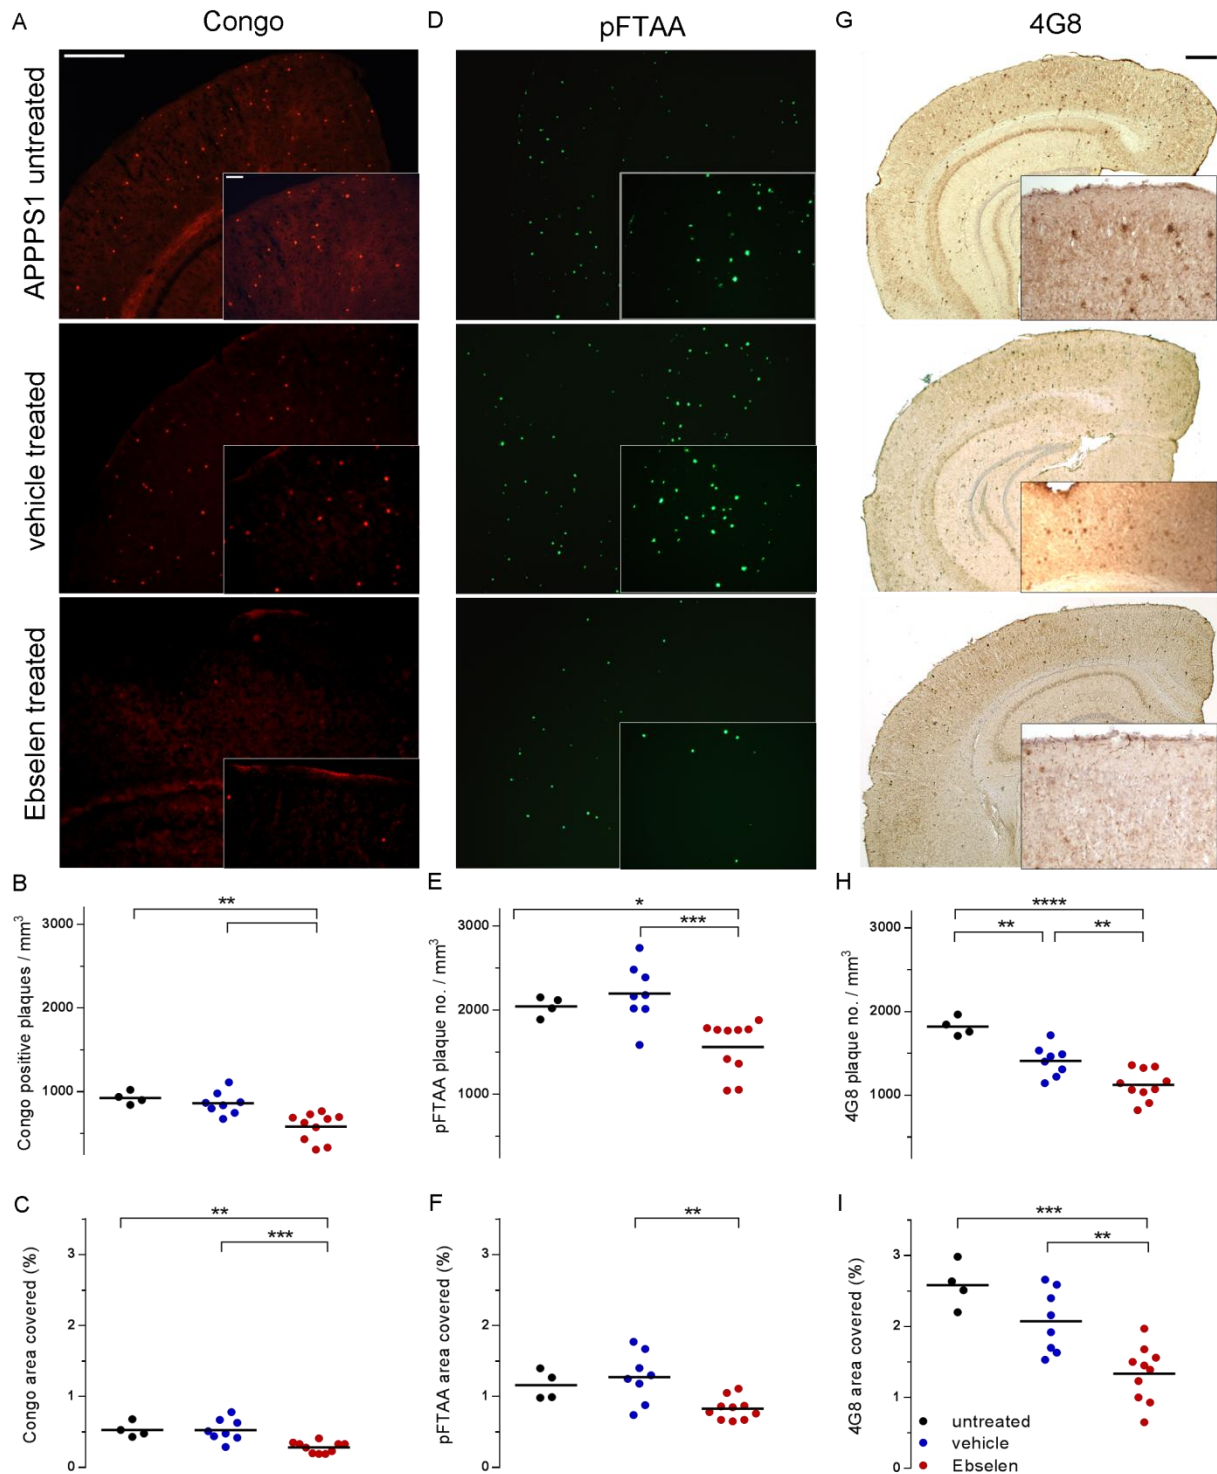 A
Congo
D
pFTAA
G
4G8
APPPS1 untreated
vehicle treated
Ebselen treated
B
Congo positive plaques / mm³
3000
2000
1000
**
E
pFTAA plaque no. / mm³
3000
2000
1000
*
***
H
4G8 plaque no. / mm³
3000
2000
1000
****
**
**
C
Congo area covered (%)
3
2
1
0
**
***
F
pFTAA area covered (%)
3
2
1
0
**
I
4G8 area covered (%)
3
2
1
0
***
**
untreated
vehicle
Ebselen